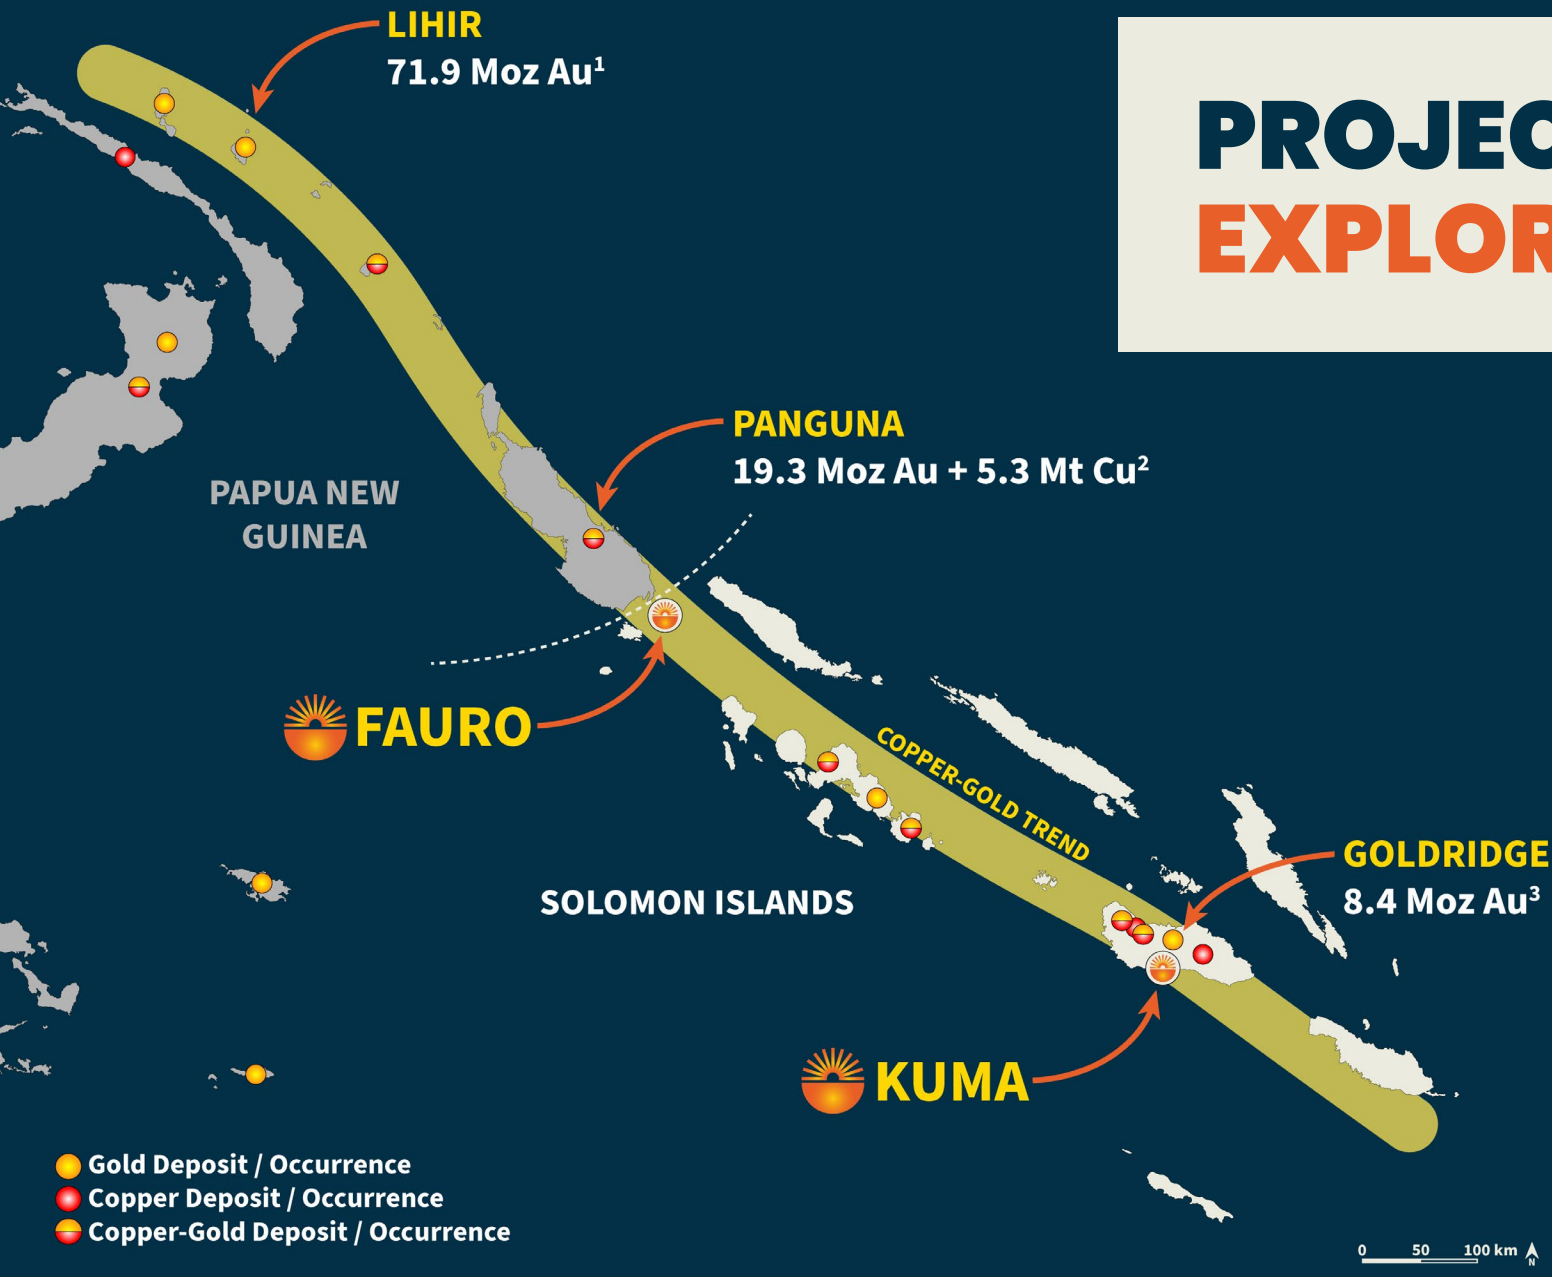 LIHIR
71.9 Moz Au¹
PROJEC
EXPLOR
PANGUNA
19.3 Moz Au + 5.3 Mt Cu²
PAPUA NEW
GUINEA
FAURO
COPPER-GOLD TREND
GOLDRIDGE
8.4 Moz Au³
SOLOMON ISLANDS
KUMA
Gold Deposit / Occurrence
Copper Deposit / Occurrence
Copper-Gold Deposit / Occurrence
0 50 100 km
N